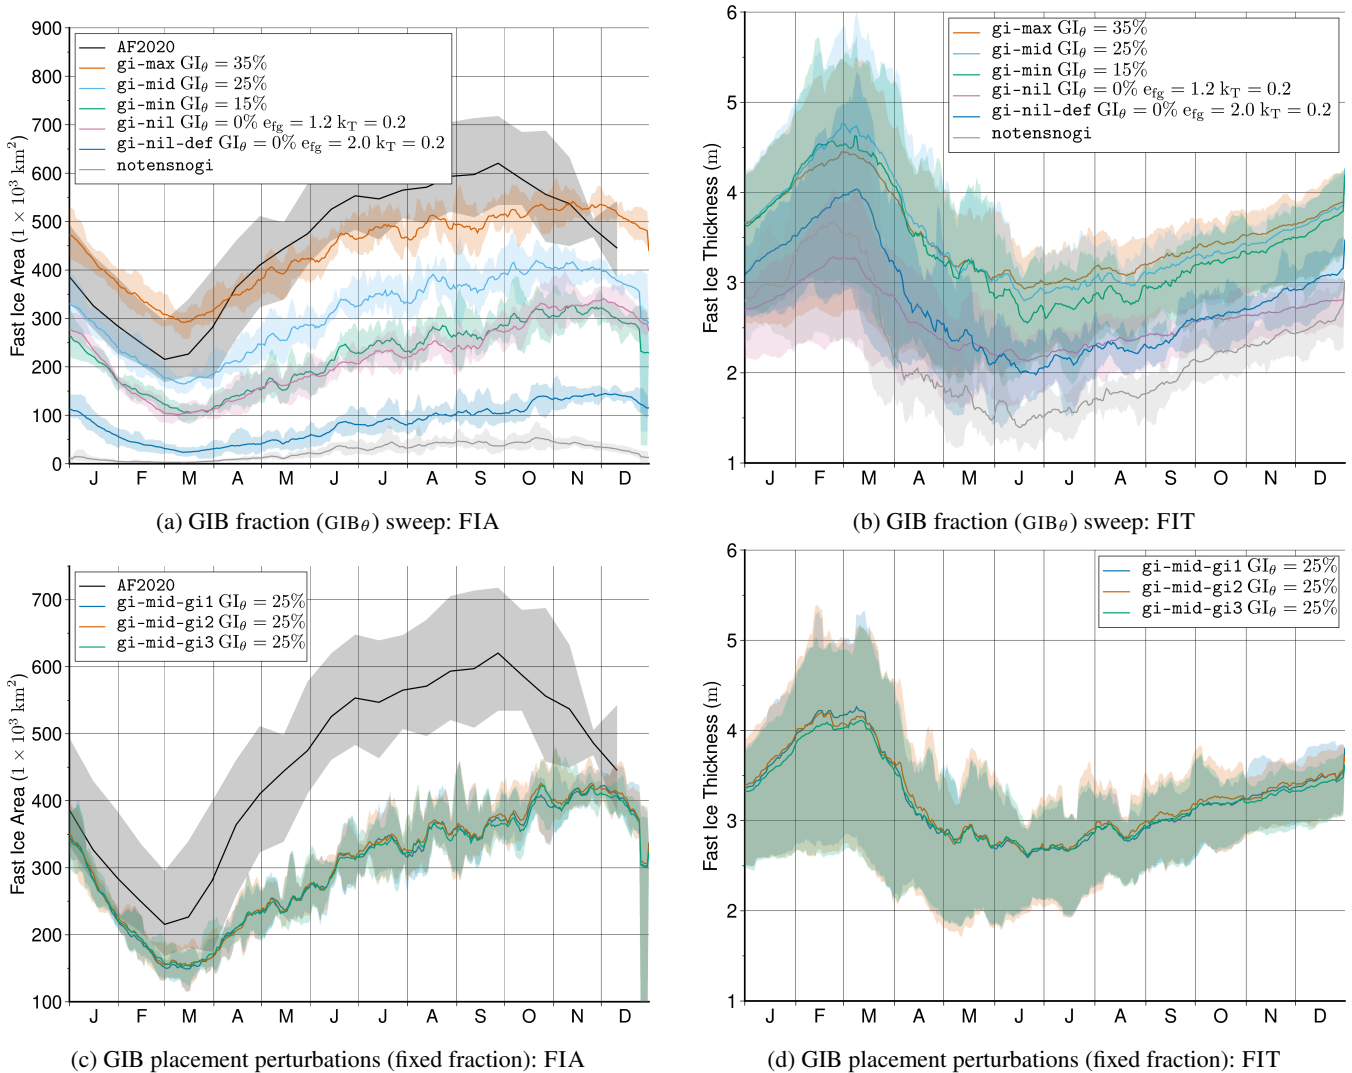 900
800
700
600
500
400
300
200
100
0
Fast Ice Area (1 × 10³ km²)
AF2020
gi-max GIθ = 35%
gi-mid GIθ = 25%
gi-min GIθ = 15%
gi-nil GIθ = 0% e_fg = 1.2 k_T = 0.2
gi-nil-def GIθ = 0% e_fg = 2.0 k_T = 0.2
notensnogi
J F M A M J J A S O N D
(a) GIB fraction (GIBθ) sweep: FIA
6
5
4
3
2
1
Fast Ice Thickness (m)
gi-max GIθ = 35%
gi-mid GIθ = 25%
gi-min GIθ = 15%
gi-nil GIθ = 0% e_fg = 1.2 k_T = 0.2
gi-nil-def GIθ = 0% e_fg = 2.0 k_T = 0.2
notensnogi
J F M A M J J A S O N D
(b) GIB fraction (GIBθ) sweep: FIT
700
600
500
400
300
200
100
Fast Ice Area (1 × 10³ km²)
AF2020
gi-mid-gi1 GIθ = 25%
gi-mid-gi2 GIθ = 25%
gi-mid-gi3 GIθ = 25%
J F M A M J J A S O N D
(c) GIB placement perturbations (fixed fraction): FIA
6
5
4
3
2
1
Fast Ice Thickness (m)
gi-mid-gi1 GIθ = 25%
gi-mid-gi2 GIθ = 25%
gi-mid-gi3 GIθ = 25%
J F M A M J J A S O N D
(d) GIB placement perturbations (fixed fraction): FIT